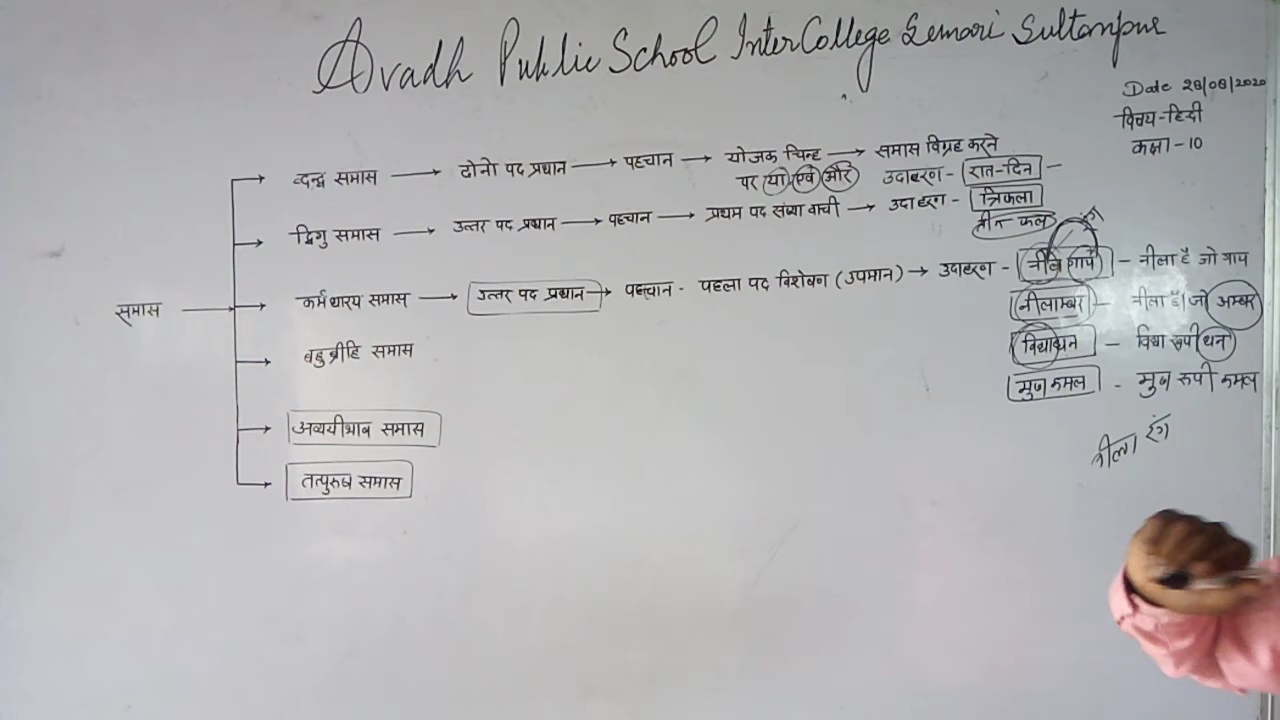 Avadh Public School Inter College Semari Sultanpur
Date 28/08/2020
विषय-हिन्दी
कक्षा-10
समास
द्वन्द्व समास → दोनो पद प्रधान → पहचान → योजक चिन्ह → समास विग्रह करने
पर या एवं और उदाहरण - रात-दिन -
द्विगु समास → उत्तर पद प्रधान → पहचान → प्रथम पद संख्या वाची → उदाहरण - त्रिफला
तीन फल
कर्मधारय समास → उत्तर पद प्रधान → पहचान - पहला पद विशेषण (उपमान) → उदाहरण - नील गाय - नीला है जो गाय
नीलाम्बर - नीला है जो अम्बर
विद्याधन - विद्या रूपी धन
बहुब्रीहि समास
मुख कमल - मुख रूपी कमल
अव्ययीभाव समास
नीला रंग
तत्पुरुष समास